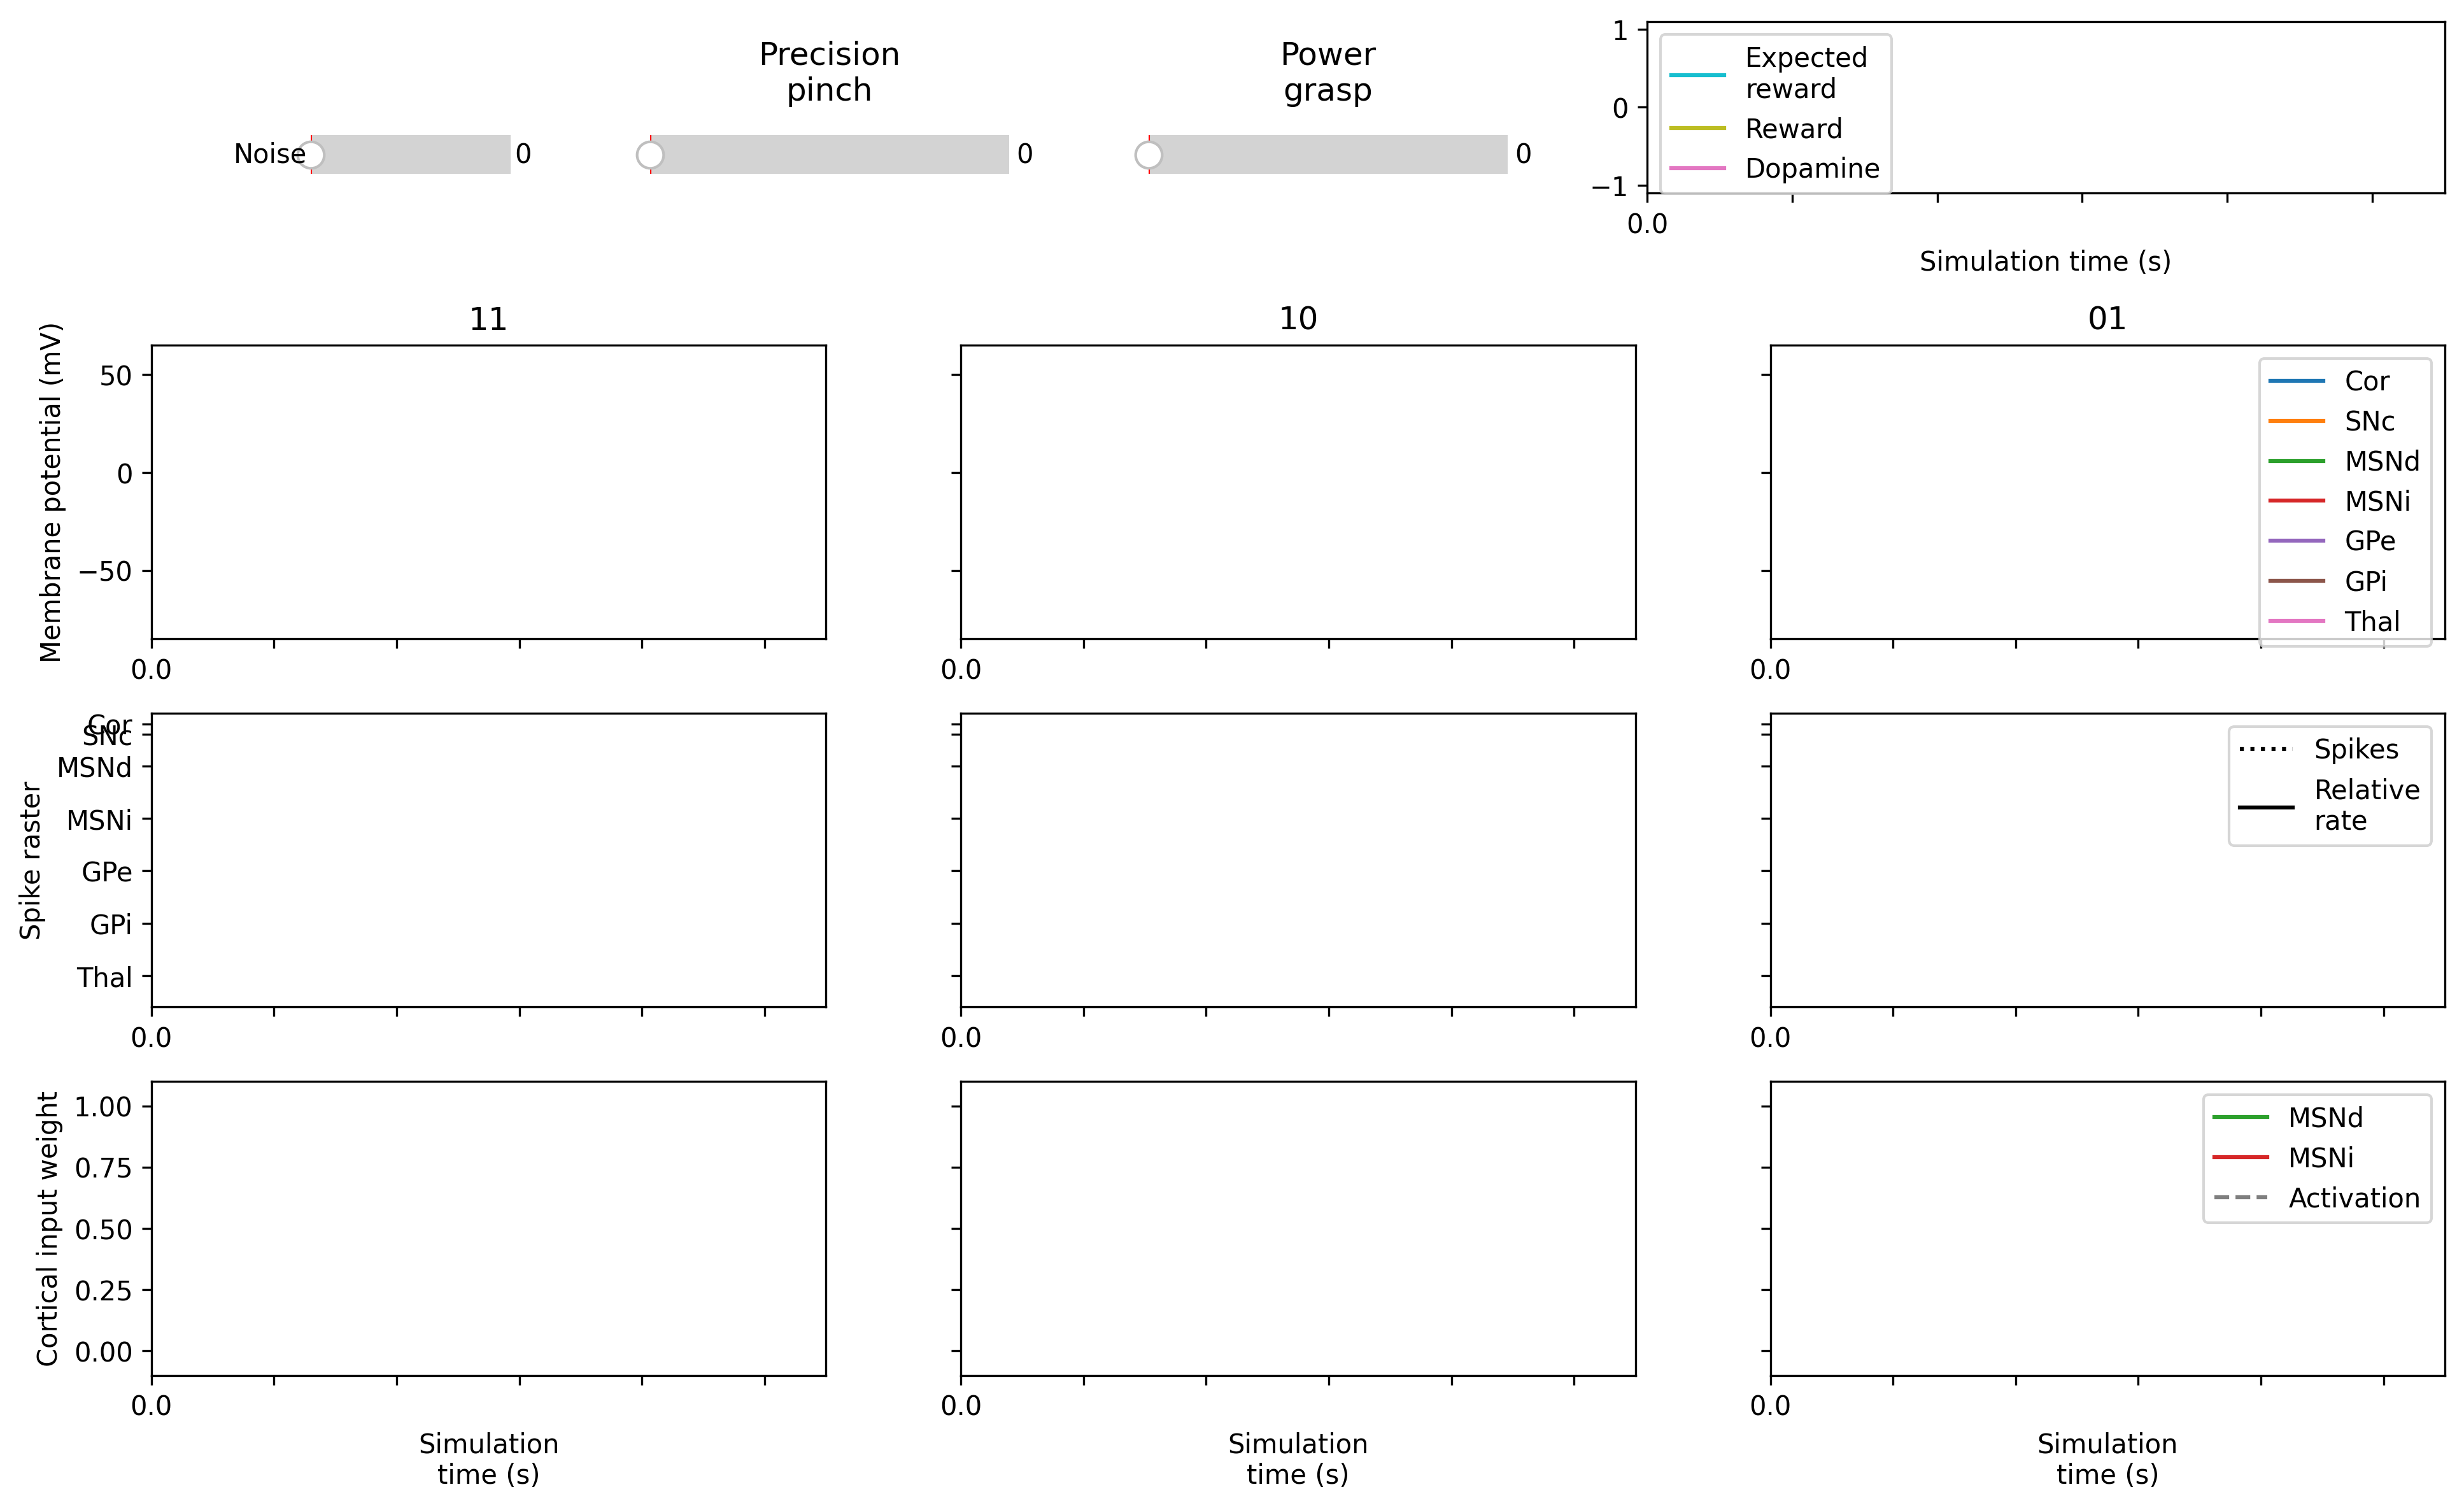 Precision
pinch
Power
grasp
Noise
0
0
0
1
0
−1
Expected
reward
Reward
Dopamine
0.0
Simulation time (s)
11
10
01
Membrane potential (mV)
50
0
−50
Cor
SNc
MSNd
MSNi
GPe
GPi
Thal
0.0
0.0
0.0
Spike raster
Cor
SNc
MSNd
MSNi
GPe
GPi
Thal
Spikes
Relative
rate
0.0
0.0
0.0
Cortical input weight
1.00
0.75
0.50
0.25
0.00
MSNd
MSNi
Activation
0.0
0.0
0.0
Simulation
time (s)
Simulation
time (s)
Simulation
time (s)